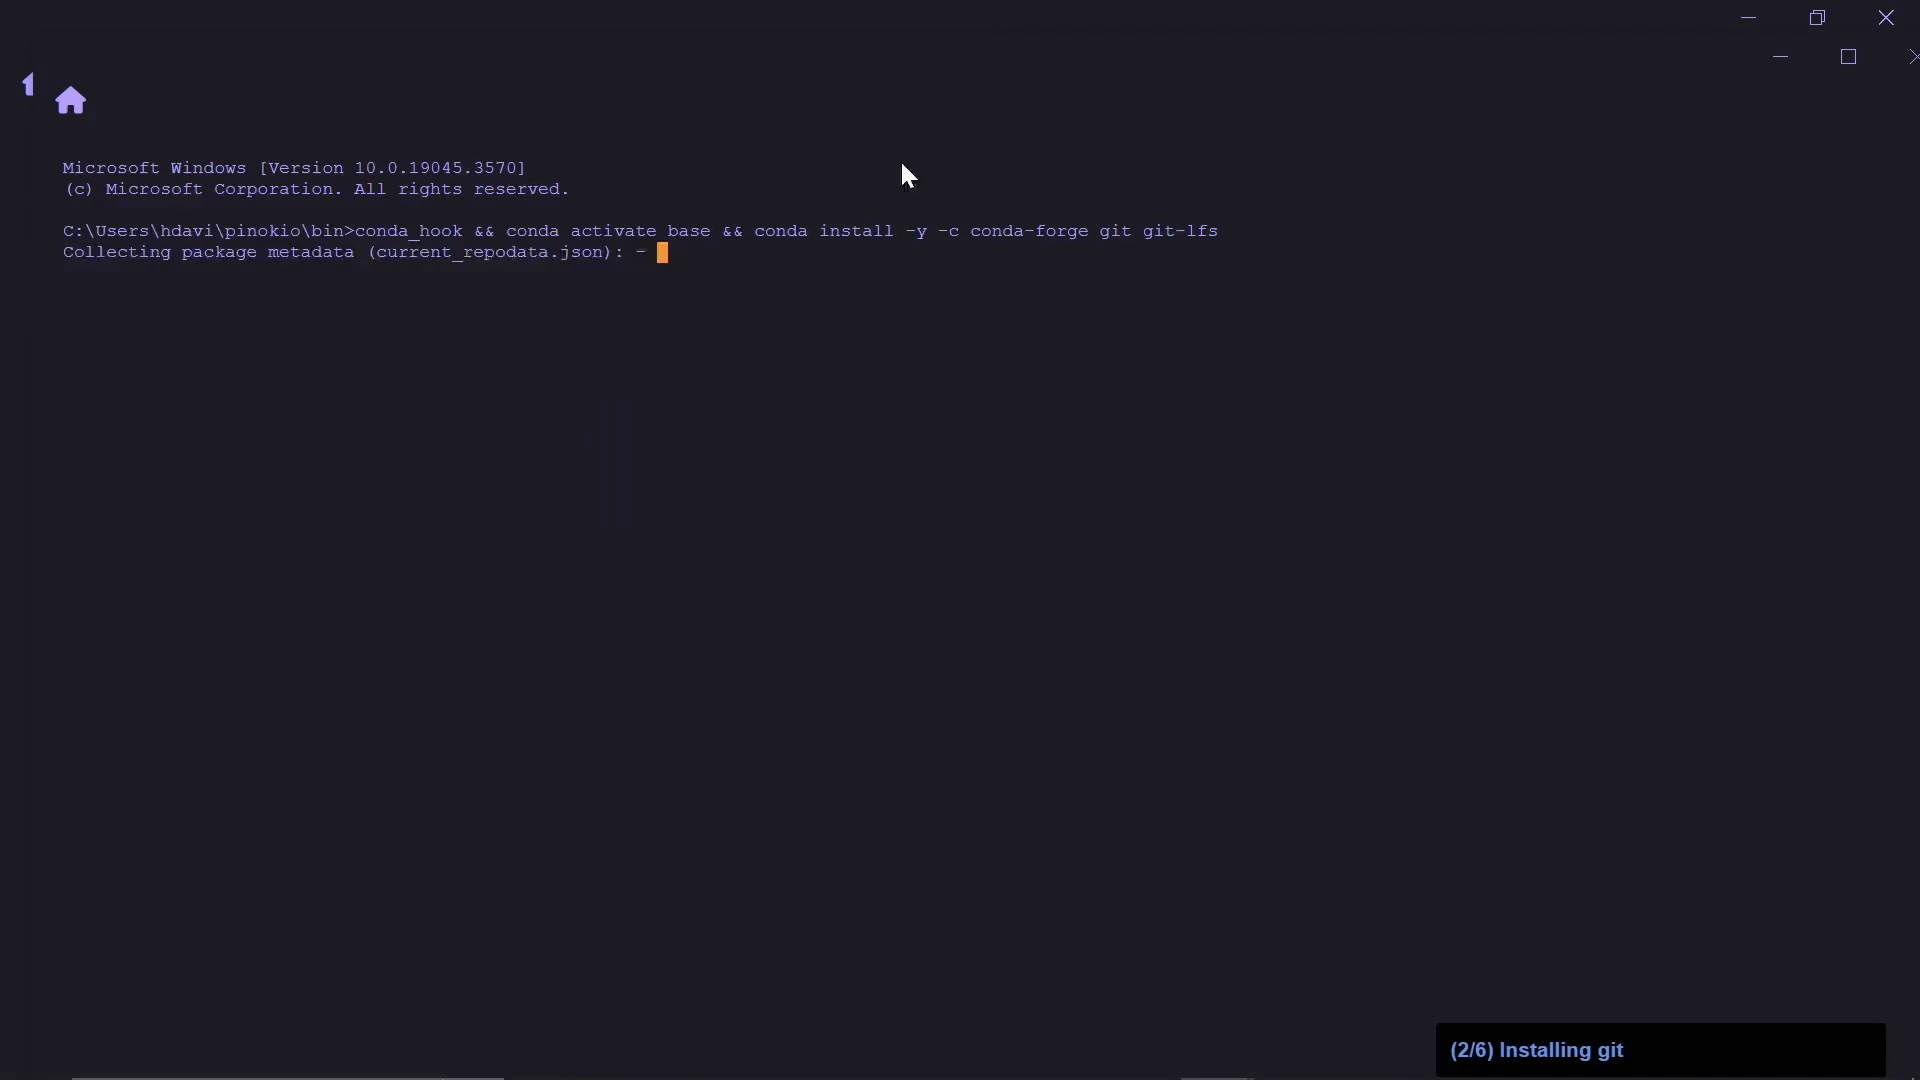 Microsoft Windows [Version 10.0.19045.3570]
(c) Microsoft Corporation. All rights reserved.
C:\Users\hdavi\pinokio\bin>conda_hook && conda activate base && conda install -y -c conda-forge git git-lfs
Collecting package metadata (current_repodata.json): -
(2/6) Installing git